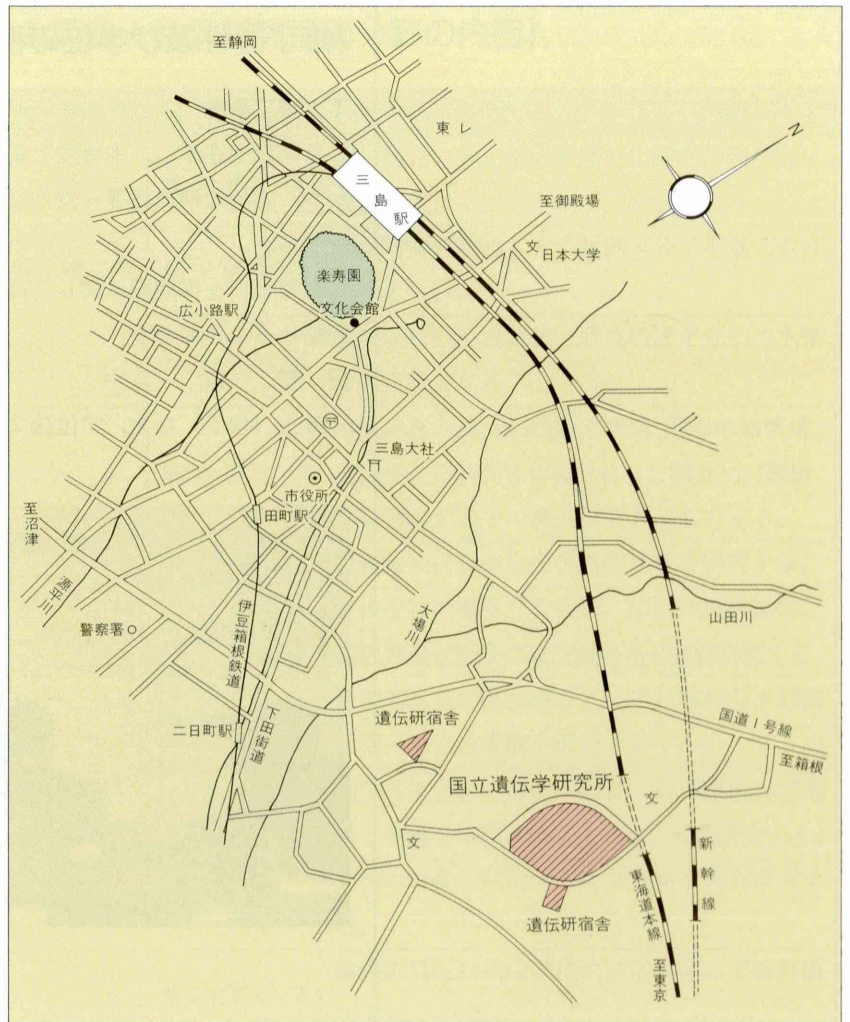 至静岡
東レ
N
三島駅
至御殿場
文
日本大学
楽寿園
文化会館
広小路駅
〒
三島大社
市役所
田町駅
至沼津
源平川
大場川
山田川
警察署
伊豆箱根鉄道
下田街道
二日町駅
遺伝研宿舎
国道1号線
至箱根
国立遺伝学研究所
文
文
新幹線
東海道本線
遺伝研宿舎
至東京